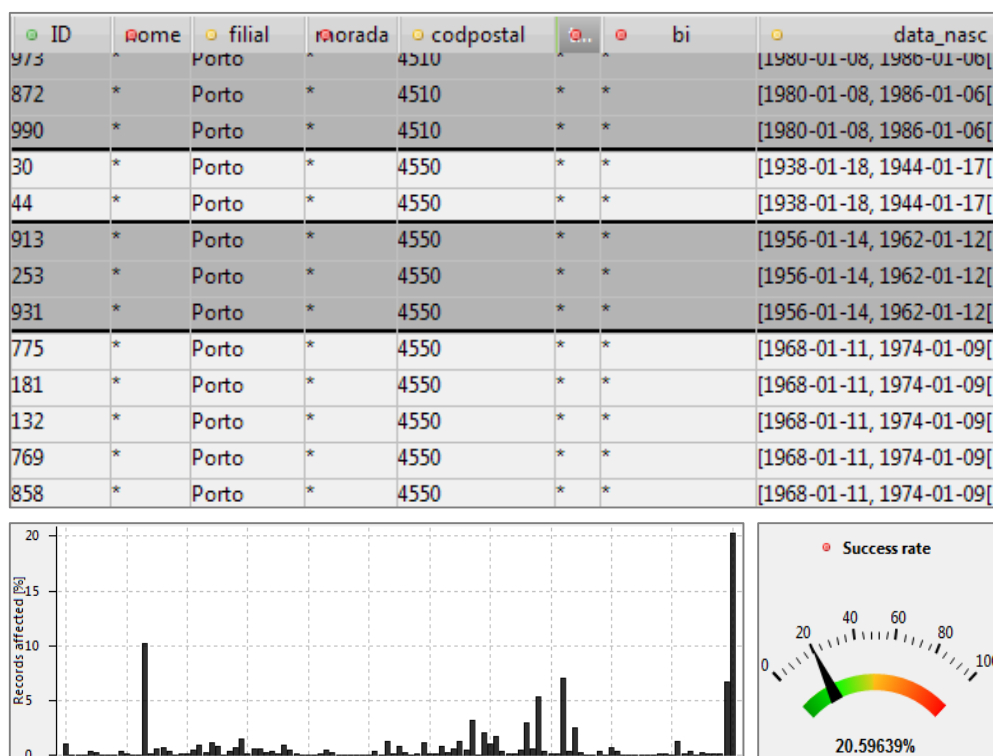 ID nome filial morada codpostal a.. bi data_nasc
973 * Porto * 4510 * * [1980-01-08, 1986-01-06[
872 * Porto * 4510 * * [1980-01-08, 1986-01-06[
990 * Porto * 4510 * * [1980-01-08, 1986-01-06[
30 * Porto * 4550 * * [1938-01-18, 1944-01-17[
44 * Porto * 4550 * * [1938-01-18, 1944-01-17[
913 * Porto * 4550 * * [1956-01-14, 1962-01-12[
253 * Porto * 4550 * * [1956-01-14, 1962-01-12[
931 * Porto * 4550 * * [1956-01-14, 1962-01-12[
775 * Porto * 4550 * * [1968-01-11, 1974-01-09[
181 * Porto * 4550 * * [1968-01-11, 1974-01-09[
132 * Porto * 4550 * * [1968-01-11, 1974-01-09[
769 * Porto * 4550 * * [1968-01-11, 1974-01-09[
858 * Porto * 4550 * * [1968-01-11, 1974-01-09[
Records affected [%]
20
15
10
5
0
Success rate
0 20 40 60 80 100
20.59639%